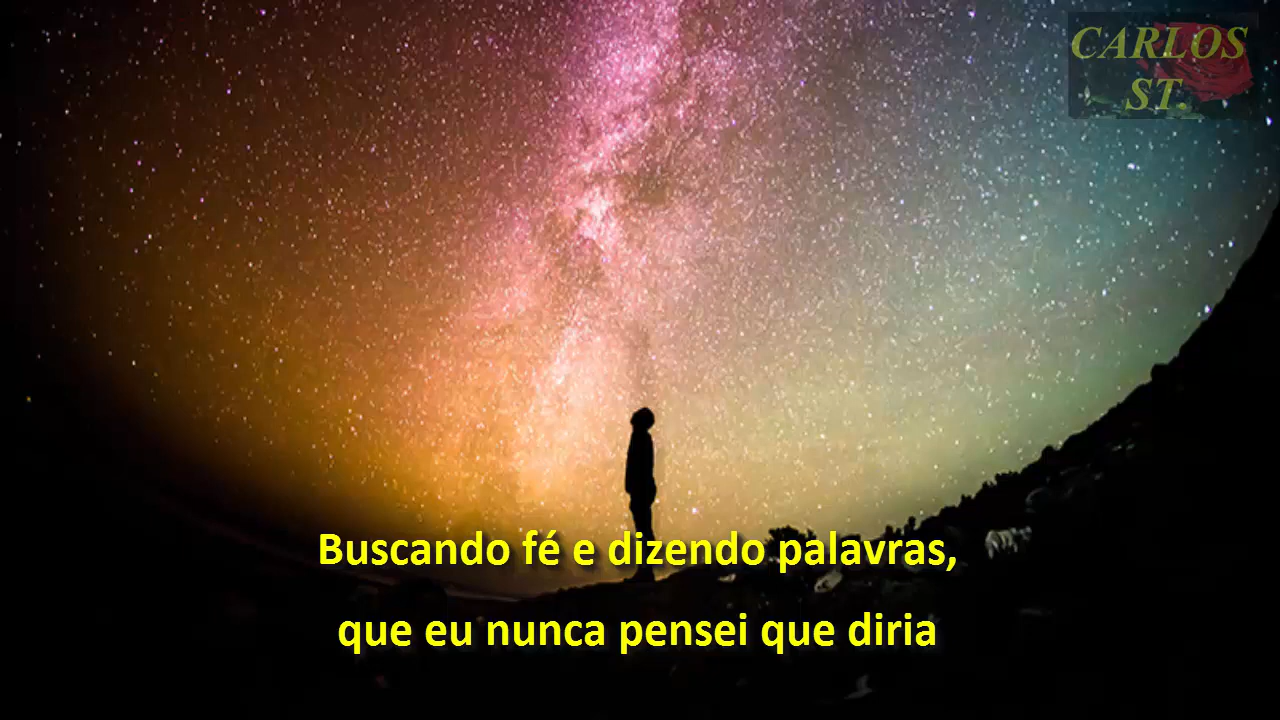 CARLOS
ST.
Buscando fé e dizendo palavras,
que eu nunca pensei que diria